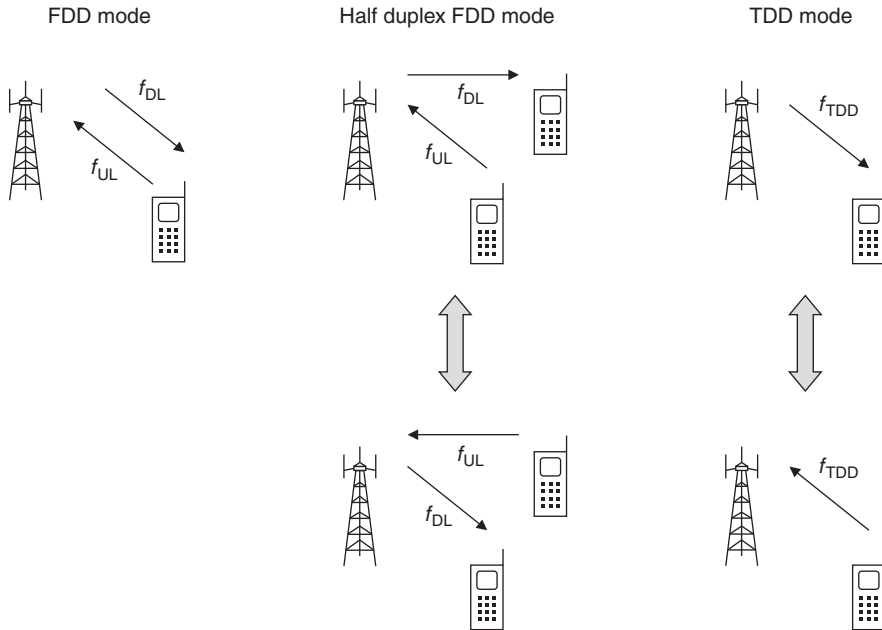 FDD mode
Half duplex FDD mode
TDD mode
fDL
fUL
fDL
fUL
fTDD
fUL
fDL
fTDD